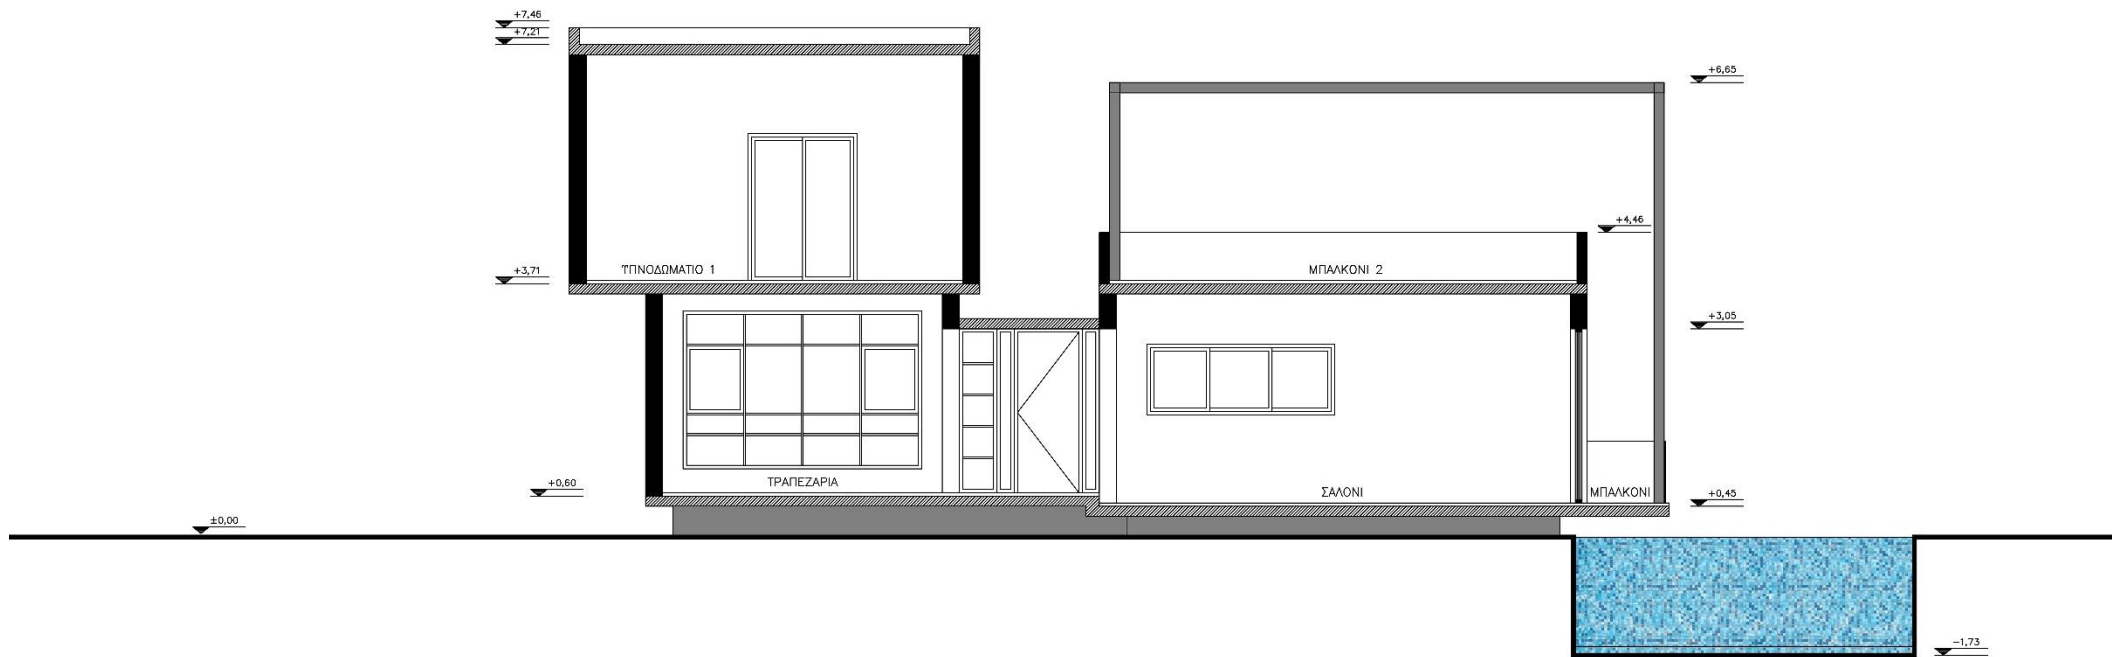 +7,46
+7,21
+6,65
+4,46
+3,71
ΥΠΝΟΔΩΜΑΤΙΟ 1
ΜΠΑΛΚΟΝΙ 2
+3,05
+0,60
ΤΡΑΠΕΖΑΡΙΑ
ΣΑΛΟΝΙ
ΜΠΑΛΚΟΝΙ
+0,45
±0,00
-1,73